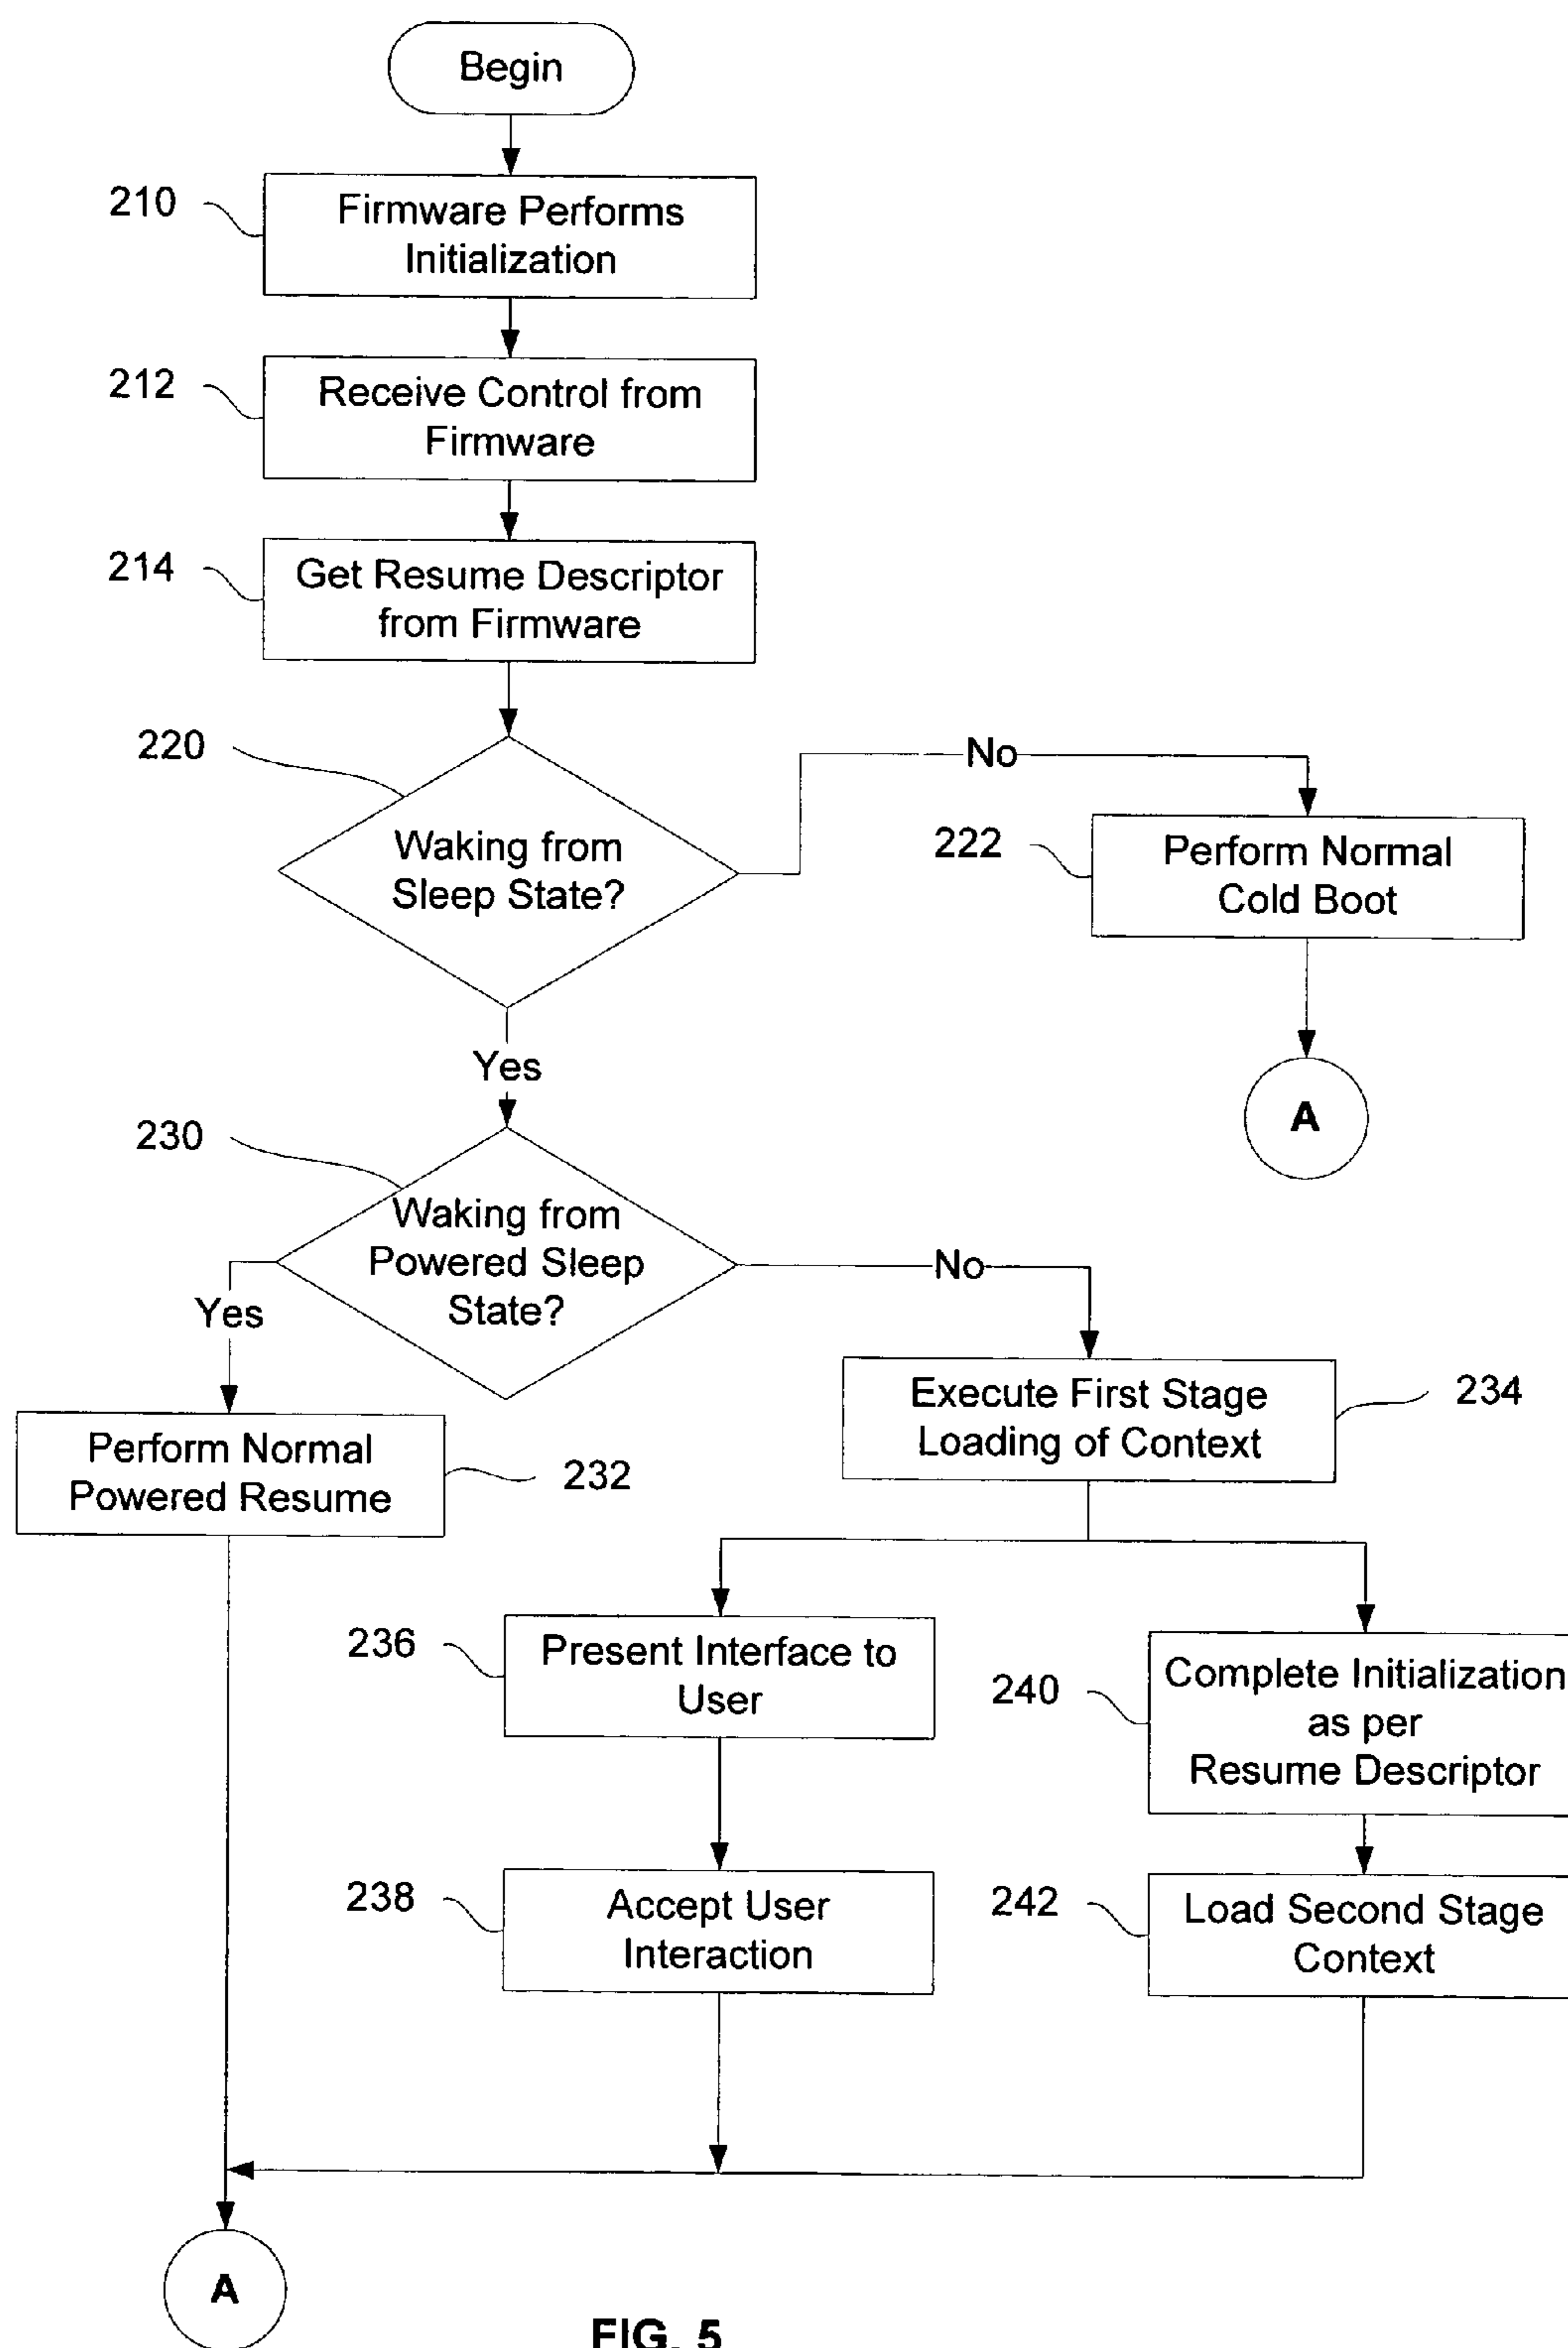 Begin
210
Firmware Performs
Initialization
212
Receive Control from
Firmware
214
Get Resume Descriptor
from Firmware
220
Waking from
Sleep State?
No
222
Perform Normal
Cold Boot
A
Yes
230
Waking from
Powered Sleep
State?
Yes
No
Perform Normal
Powered Resume
232
Execute First Stage
Loading of Context
234
236
Present Interface to
User
240
Complete Initialization
as per
Resume Descriptor
238
Accept User
Interaction
242
Load Second Stage
Context
A
FIG. 5